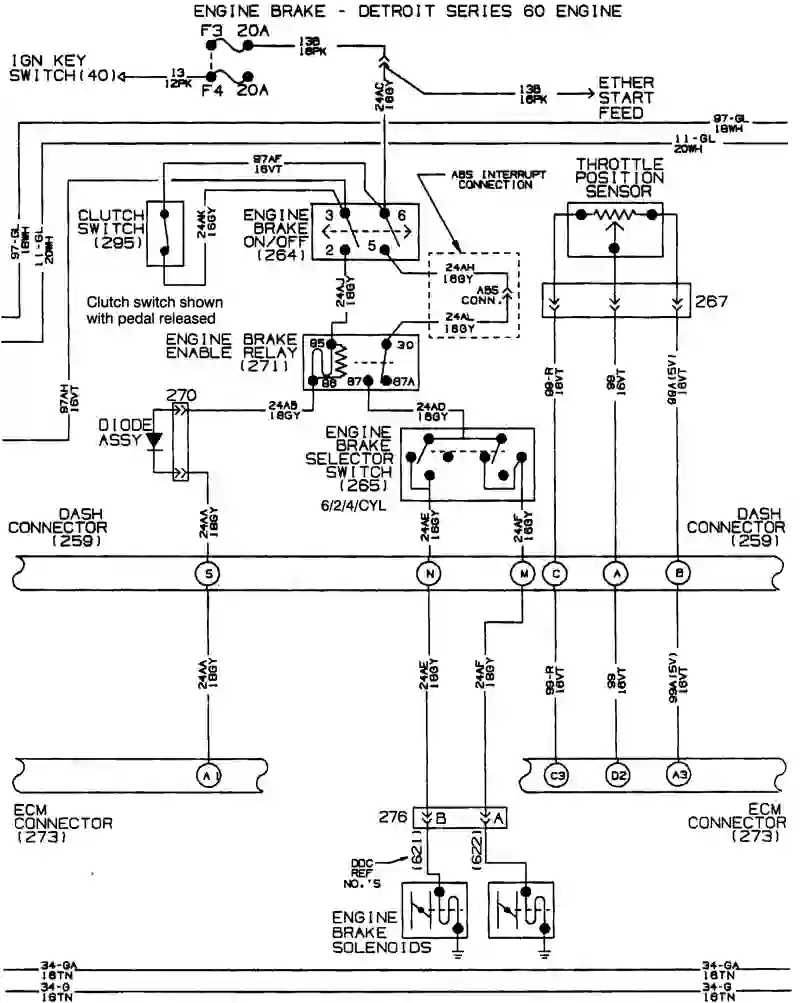 ENGINE BRAKE - DETROIT SERIES 60 ENGINE
F3 20A
13B
16PK
IGN KEY
SWITCH(40)
13
12PK
F4 20A
24AC
18GY
13B
16PK
ETHER
START
FEED
97-GL
18WH
11-GL
20WH
97AF
16VT
ABS INTERRUPT
CONNECTION
THROTTLE
POSITION
SENSOR
CLUTCH
SWITCH
(295)
24AK
16GY
ENGINE
BRAKE
ON/OFF
(264)
3
6
2
5
97-GL
18WH
11-GL
20WH
24AH
18GY
ABS
CONN.
24AJ
18GY
24AL
18GY
267
Clutch switch shown
with pedal released
ENGINE BRAKE
ENABLE RELAY
(271)
85
30
86
87
87A
99-R
16VT
99
16VT
99A(5V)
16VT
97AH
16VT
270
24AB
18GY
24AD
18GY
DIODE
ASSY
ENGINE
BRAKE
SELECTOR
SWITCH
(265)
6/2/4/CYL
24AA
18GY
24AE
18GY
24AF
18GY
DASH
CONNECTOR
(259)
DASH
CONNECTOR
(259)
S
N
M
C
A
B
24AA
18GY
24AE
18GY
24AF
18GY
99-R
16VT
99
16VT
99A(5V)
16VT
A1
C3
D2
A3
ECM
CONNECTOR
(273)
276
B
A
ECM
CONNECTOR
(273)
(621)
(622)
DDC
REF
NO.'S
ENGINE
BRAKE
SOLENOIDS
34-GA
16TN
34-GA
16TN
34-G
16TN
34-G
16TN